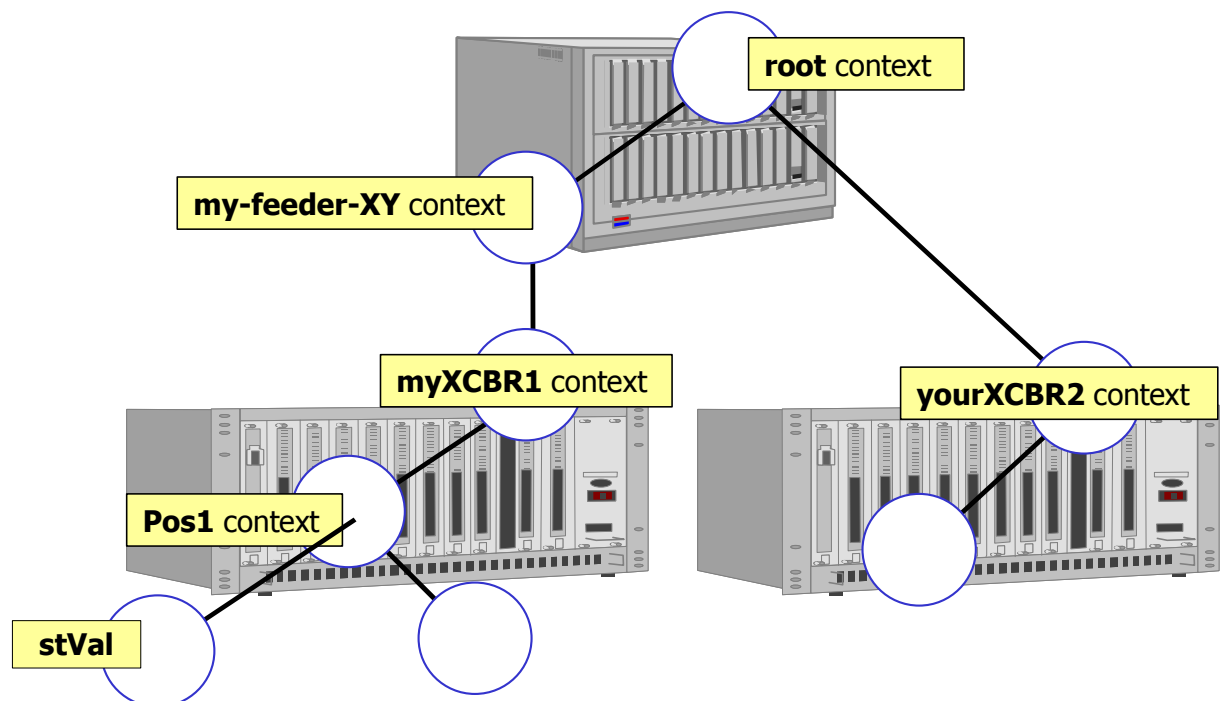 root context
my-feeder-XY context
myXCBR1 context
yourXCBR2 context
Pos1 context
stVal